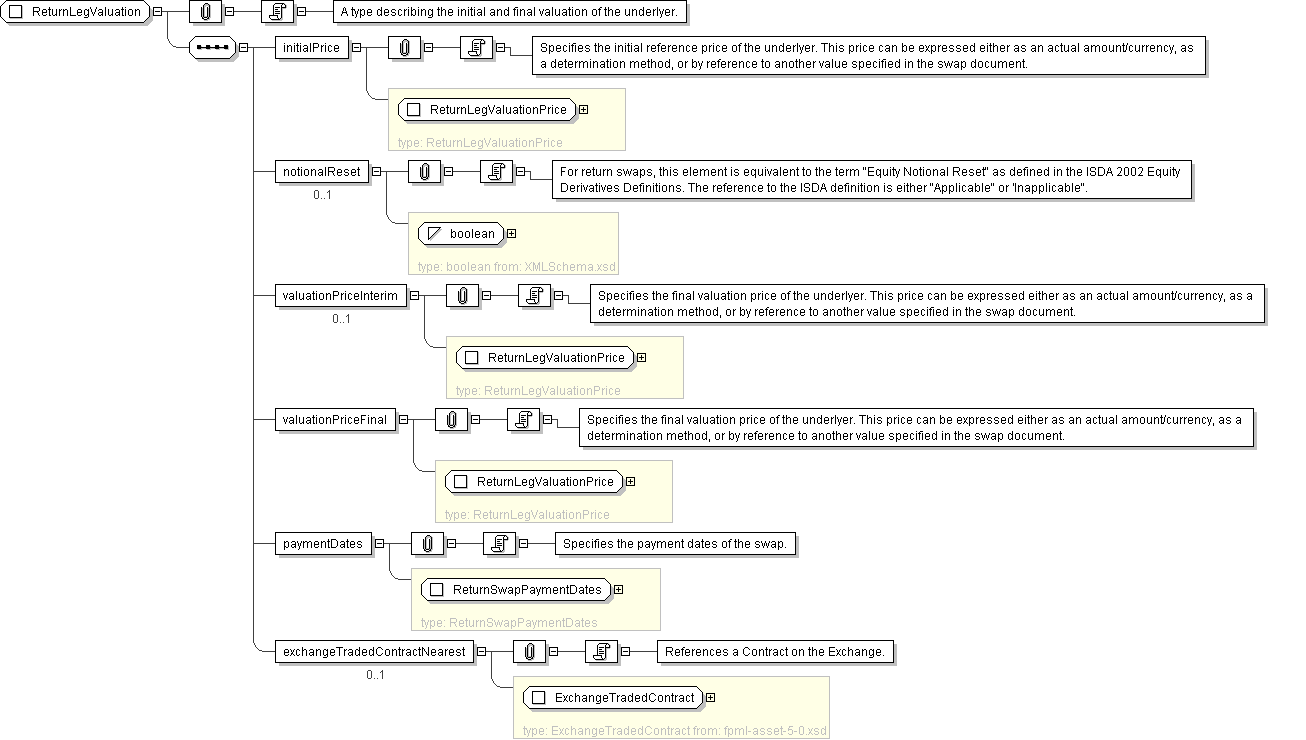 ReturnLegValuation
A type describing the initial and final valuation of the underlyer.
initialPrice
Specifies the initial reference price of the underlyer. This price can be expressed either as an actual amount/currency, as
a determination method, or by reference to another value specified in the swap document.
ReturnLegValuationPrice
type: ReturnLegValuationPrice
notionalReset
0..1
For return swaps, this element is equivalent to the term "Equity Notional Reset" as defined in the ISDA 2002 Equity
Derivatives Definitions. The reference to the ISDA definition is either "Applicable" or 'Inapplicable".
boolean
type: boolean from: XMLSchema.xsd
valuationPriceInterim
0..1
Specifies the final valuation price of the underlyer. This price can be expressed either as an actual amount/currency, as a
determination method, or by reference to another value specified in the swap document.
ReturnLegValuationPrice
type: ReturnLegValuationPrice
valuationPriceFinal
Specifies the final valuation price of the underlyer. This price can be expressed either as an actual amount/currency, as a
determination method, or by reference to another value specified in the swap document.
ReturnLegValuationPrice
type: ReturnLegValuationPrice
paymentDates
Specifies the payment dates of the swap.
ReturnSwapPaymentDates
type: ReturnSwapPaymentDates
exchangeTradedContractNearest
0..1
References a Contract on the Exchange.
ExchangeTradedContract
type: ExchangeTradedContract from: fpml-asset-5-0.xsd